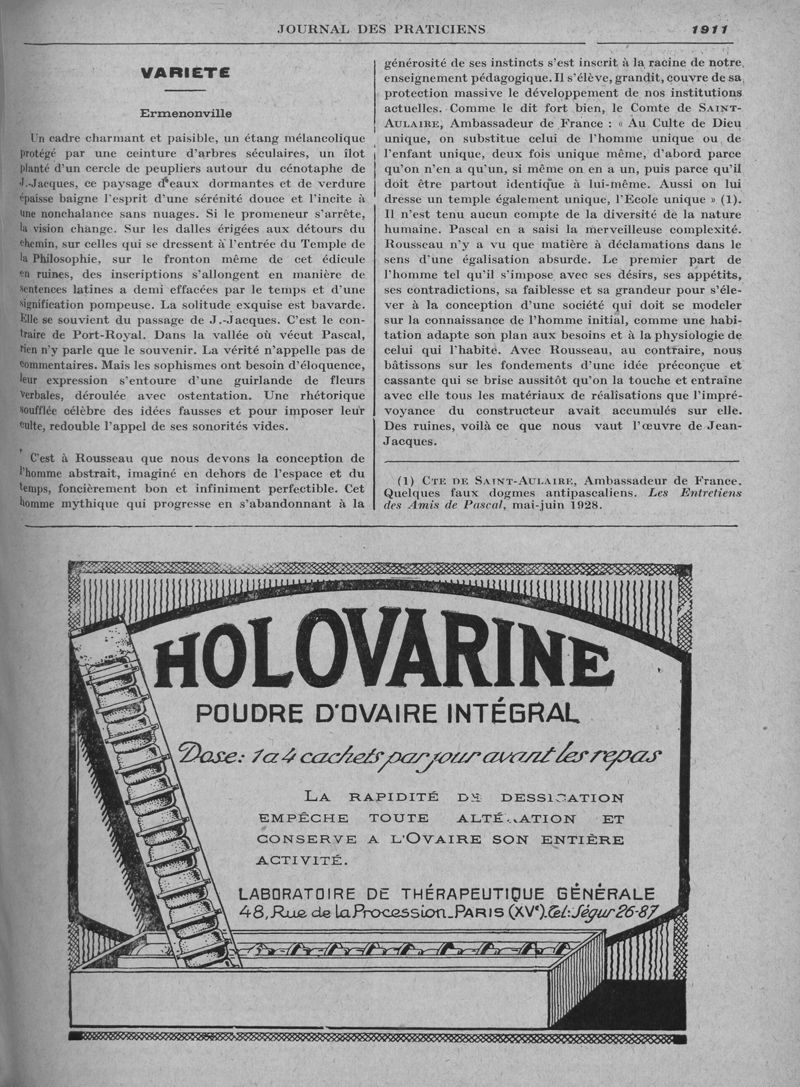 JOURNAL DES PRATICIENS
1911
VARIÉTÉ
Ermenonville
Un cadre charmant et paisible, un étang mélancolique
protégé par une ceinture d'arbres séculaires, un îlot
planté d'un cercle de peupliers autour du cénotaphe de
J.-Jacques, ce paysage d'eaux dormantes et de verdure
épaisse baigne l'esprit d'une sérénité douce et l'incite à
une nonchalance sans nuages. Si le promeneur s'arrête,
la vision change. Sur les dalles érigées aux détours du
chemin, sur celles qui se dressent à l'entrée du Temple de
la Philosophie, sur le fronton même de cet édicule
en ruines, des inscriptions s'allongent en manière de
sentences latines a demi effacées par le temps et d'une
signification pompeuse. La solitude exquise est bavarde.
Elle se souvient du passage de J.-Jacques. C'est le con-
traire de Port-Royal. Dans la vallée où vécut Pascal,
rien n'y parle que le souvenir. La vérité n'appelle pas de
commentaires. Mais les sophismes ont besoin d'éloquence,
leur expression s'entoure d'une guirlande de fleurs
verbales, déroulée avec ostentation. Une rhétorique
soufflée célèbre des idées fausses et pour imposer leur
culte, redouble l'appel de ses sonorités vides.
C'est à Rousseau que nous devons la conception de
l'homme abstrait, imaginé en dehors de l'espace et du
temps, foncièrement bon et infiniment perfectible. Cet
homme mythique qui progresse en s'abandonnant à la
générosité de ses instincts s'est inscrit à la racine de notre
enseignement pédagogique. Il s'élève, grandit, couvre de sa
protection massive le développement de nos institutions
actuelles. Comme le dit fort bien, le Comte de SAINT-
AULAIRE, Ambassadeur de France : « Au Culte de Dieu
unique, on substitue celui de l'homme unique ou de
l'enfant unique, deux fois unique même, d'abord parce
qu'on n'en a qu'un, si même on en a un, puis parce qu'il
doit être partout identique à lui-même. Aussi on lui
dresse un temple également unique, l'Ecole unique » (1).
Il n'est tenu aucun compte de la diversité de la nature
humaine. Pascal en a saisi la merveilleuse complexité.
Rousseau n'y a vu que matière à déclamations dans le
sens d'une égalisation absurde. Le premier part de
l'homme tel qu'il s'impose avec ses désirs, ses appétits,
ses contradictions, sa faiblesse et sa grandeur pour s'éle-
ver à la conception d'une société qui doit se modeler
sur la connaissance de l'homme initial, comme une habi-
tation adapte son plan aux besoins et à la physiologie de
celui qui l'habite. Avec Rousseau, au contraire, nous
bâtissons sur les fondements d'une idée préconçue et
cassante qui se brise aussitôt qu'on la touche et entraîne
avec elle tous les matériaux de réalisations que l'impré-
voyance du constructeur avait accumulés sur elle.
Des ruines, voilà ce que nous vaut l'œuvre de Jean-
Jacques.
(1) CTE DE SAINT-AULAIRE, Ambassadeur de France.
Quelques faux dogmes antipascaliens. Les Entretiens
des Amis de Pascal, mai-juin 1928.
HOLOVARINE
POUDRE D'OVAIRE INTÉGRAL
Dose: 1 a 4 cachets par jour avant les repas
LA RAPIDITÉ DE DESSICATION
EMPÊCHE TOUTE ALTÉRATION ET
CONSERVE A L'OVAIRE SON ENTIÈRE
ACTIVITÉ.
LABORATOIRE DE THÉRAPEUTIQUE GÉNÉRALE
48, Rue de la Procession_PARIS (XVe). Tel: Ségur 26-87